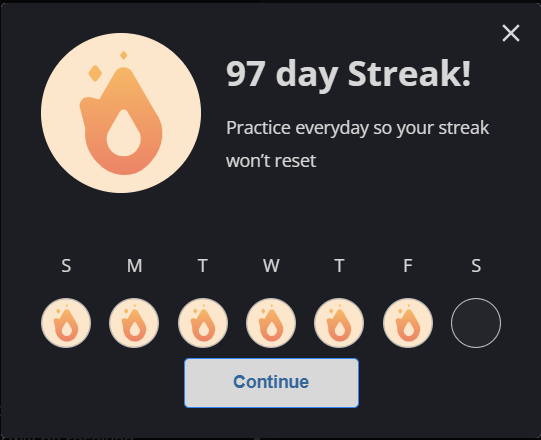 97 day Streak!
Practice everyday so your streak
won't reset
S M T W T F S
Continue